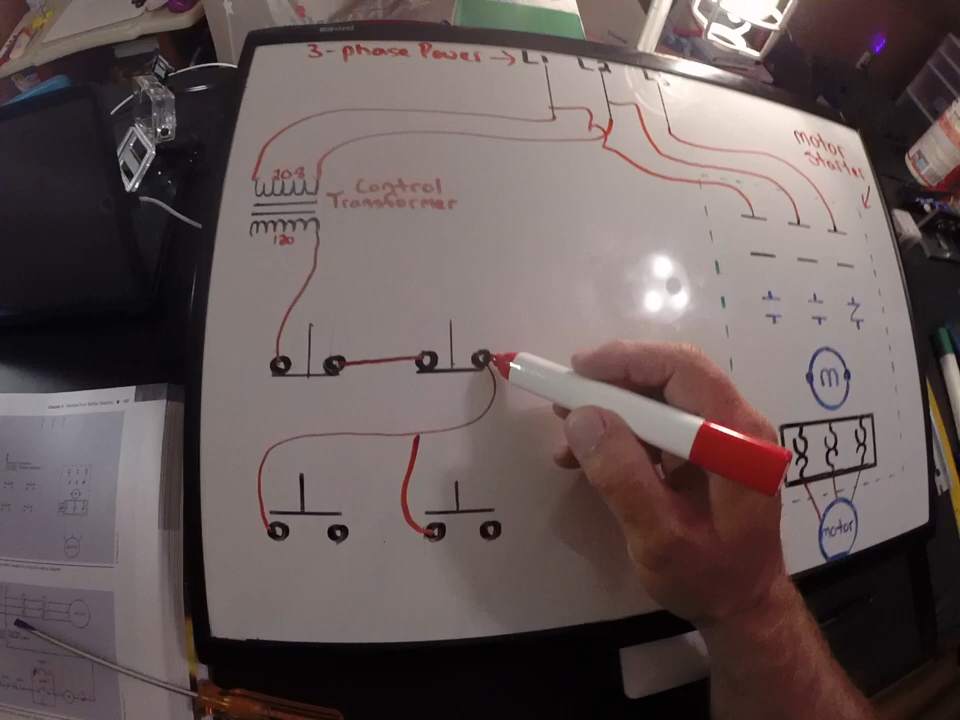 3-phase Power → L1 L2 L3
motor
Starter
208
Control
Transformer
120
m
motor